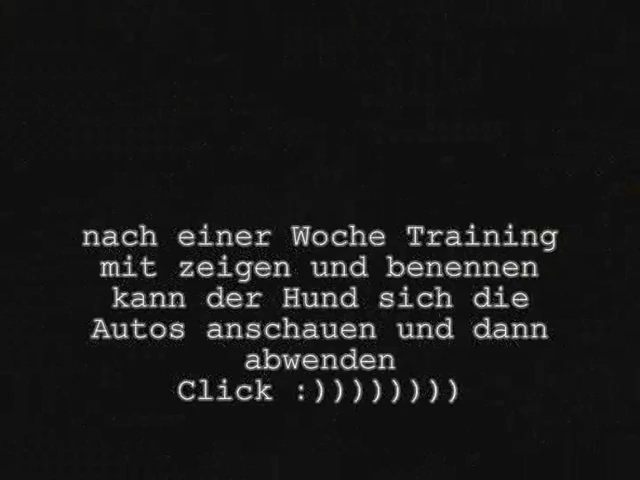 nach einer Woche Training
mit zeigen und benennen
kann der Hund sich die
Autos anschauen und dann
abwenden
Click :))))))))